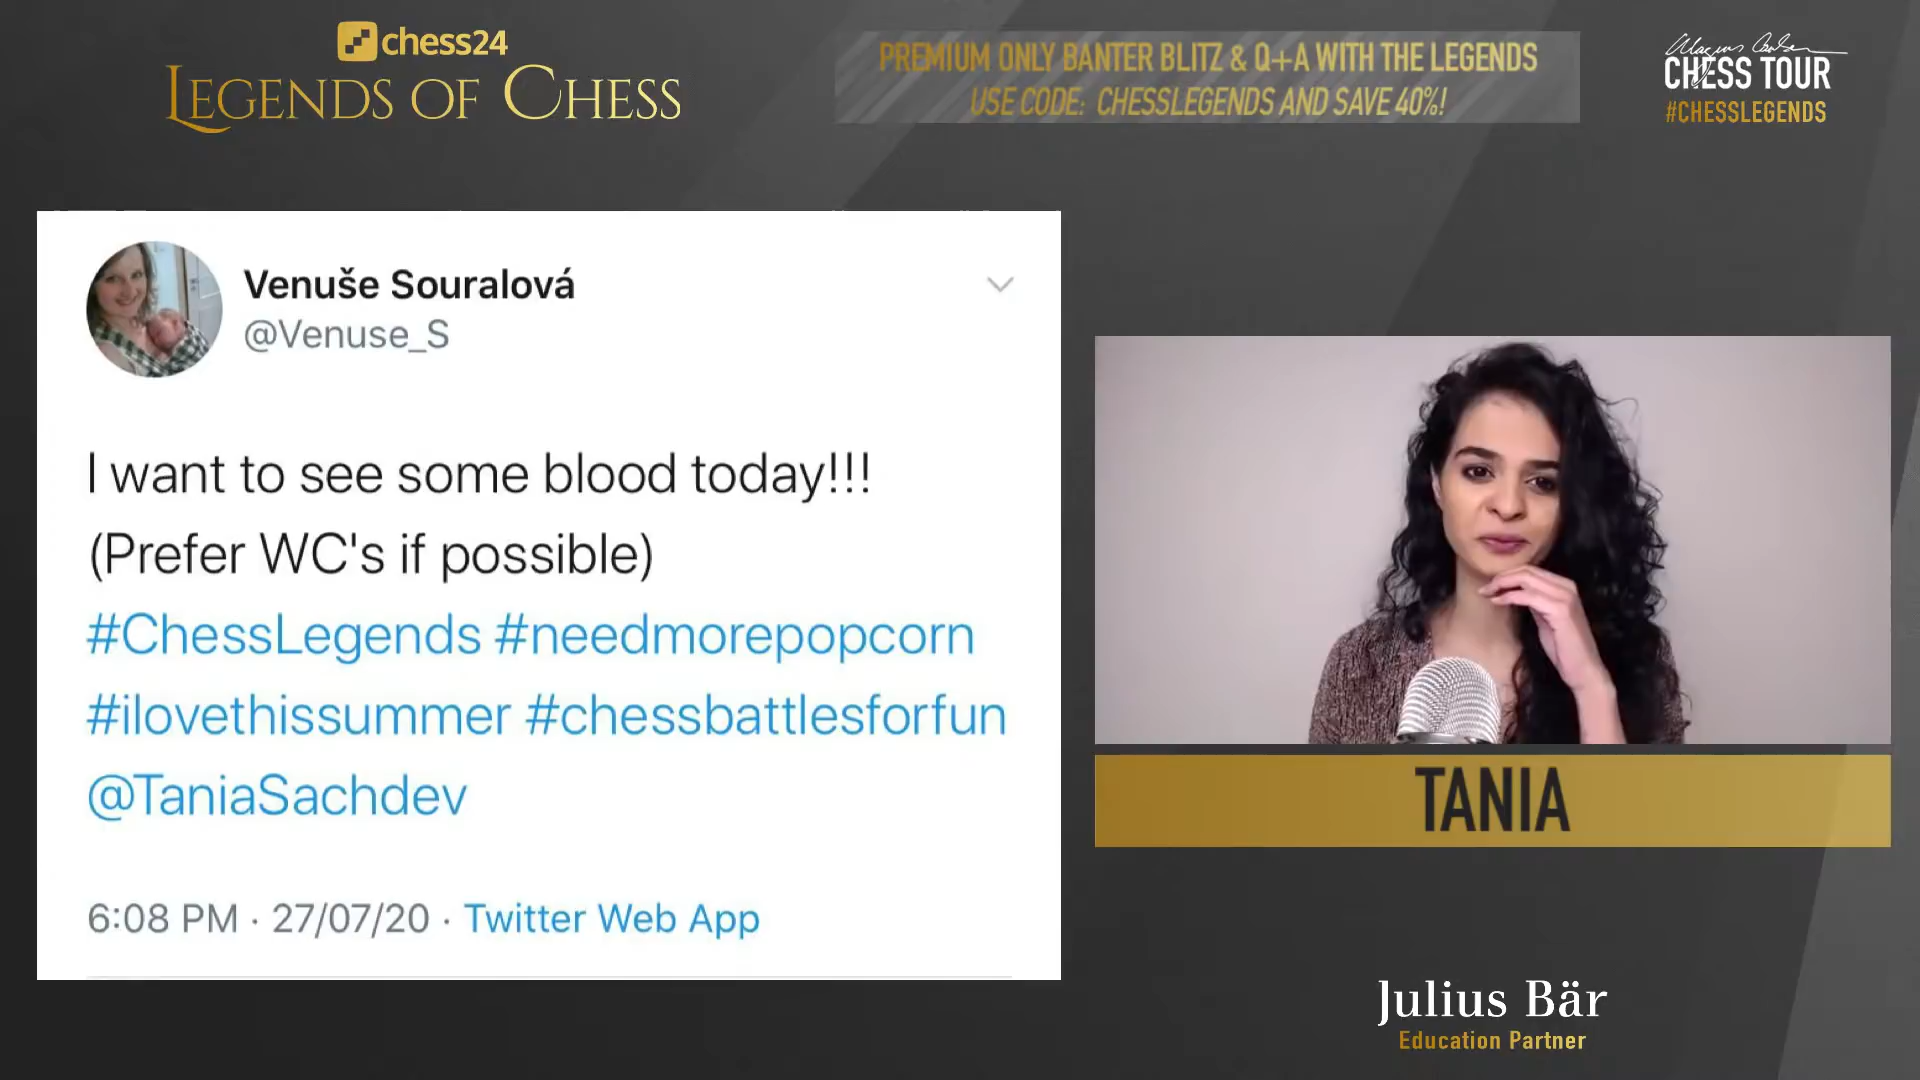 chess24
LEGENDS OF CHESS
PREMIUM ONLY BANTER BLITZ & Q+A WITH THE LEGENDS
USE CODE: CHESSLEGENDS AND SAVE 40%!
Magnus Carlsen
CHESS TOUR
#CHESSLEGENDS
Venuše Souralová
@Venuse_S
I want to see some blood today!!!
(Prefer WC's if possible)
#ChessLegends #needmorepopcorn
#ilovethissummer #chessbattlesforfun
@TaniaSachdev
6:08 PM · 27/07/20 · Twitter Web App
TANIA
Julius Bär
Education Partner